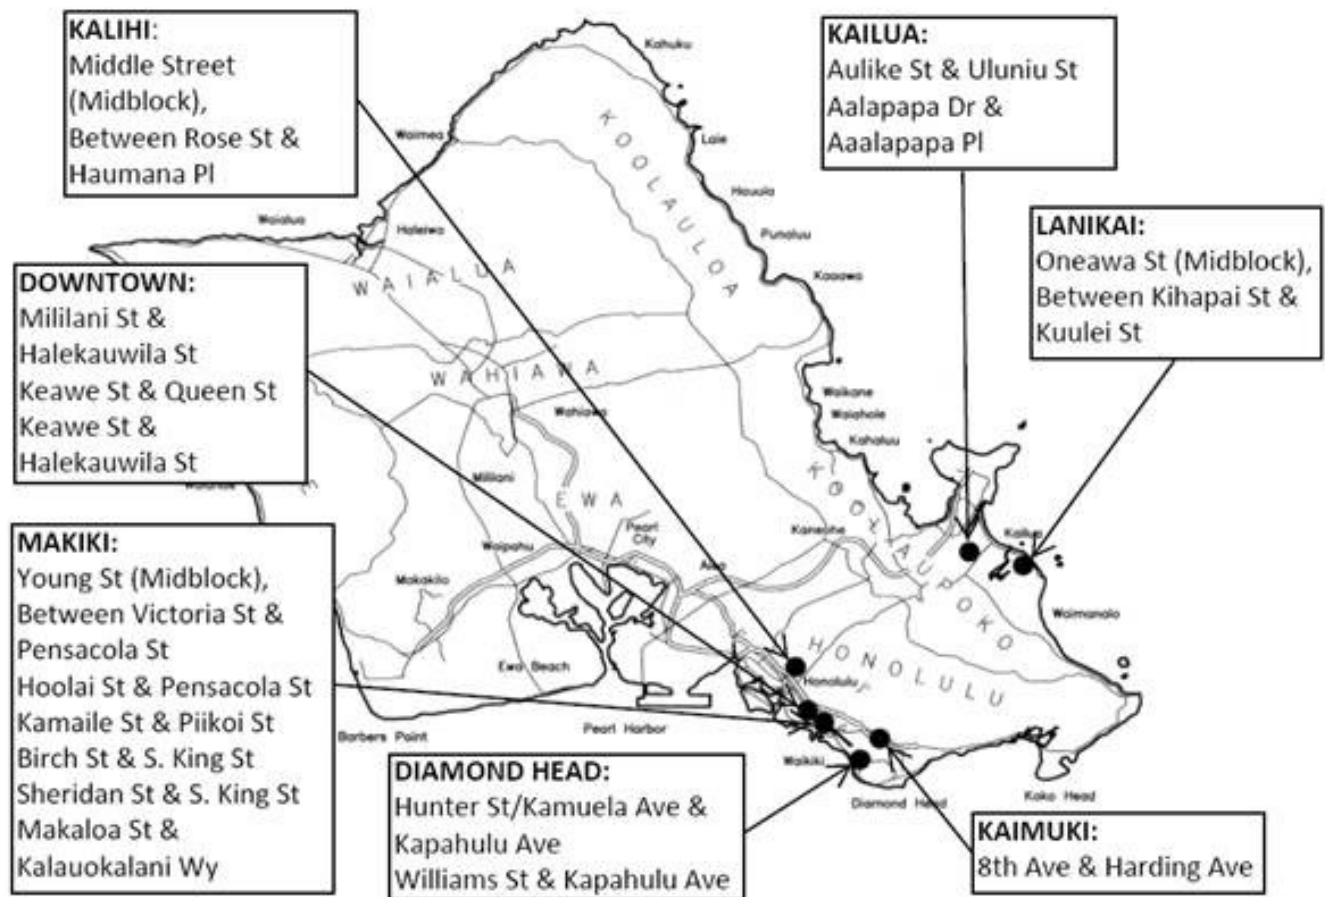 KALIHI:
Middle Street
(Midblock),
Between Rose St &
Haumana Pl
KAILUA:
Aulike St & Uluniu St
Aalapapa Dr &
Aaalapapa Pl
LANIKAI:
Oneawa St (Midblock),
Between Kihapai St &
Kuulei St
DOWNTOWN:
Mililani St &
Halekauwila St
Keawe St & Queen St
Keawe St &
Halekauwila St
MAKIKI:
Young St (Midblock),
Between Victoria St &
Pensacola St
Hoolai St & Pensacola St
Kamaile St & Piikoi St
Birch St & S. King St
Sheridan St & S. King St
Makaloa St &
Kalauokalani Wy
DIAMOND HEAD:
Hunter St/Kamuela Ave &
Kapahulu Ave
Williams St & Kapahulu Ave
KAIMUKI:
8th Ave & Harding Ave
Kahuku
Waimea
Laie
Hauula
Punaluu
Kaaawa
Waialua
Haleiwa
KOOLAULOA
WAIALUA
WAHIAWA
Wahiawa
Waikane
Waiahole
Kahaluu
Mililani
EWA
Pearl
City
Waipahu
Makakilo
Aiea
Kaneohe
KOOLAUPOKO
Kailua
Waimanalo
HONOLULU
Honolulu
Ewa Beach
Barbers Point
Pearl Harbor
Waikiki
Diamond Head
Koko Head